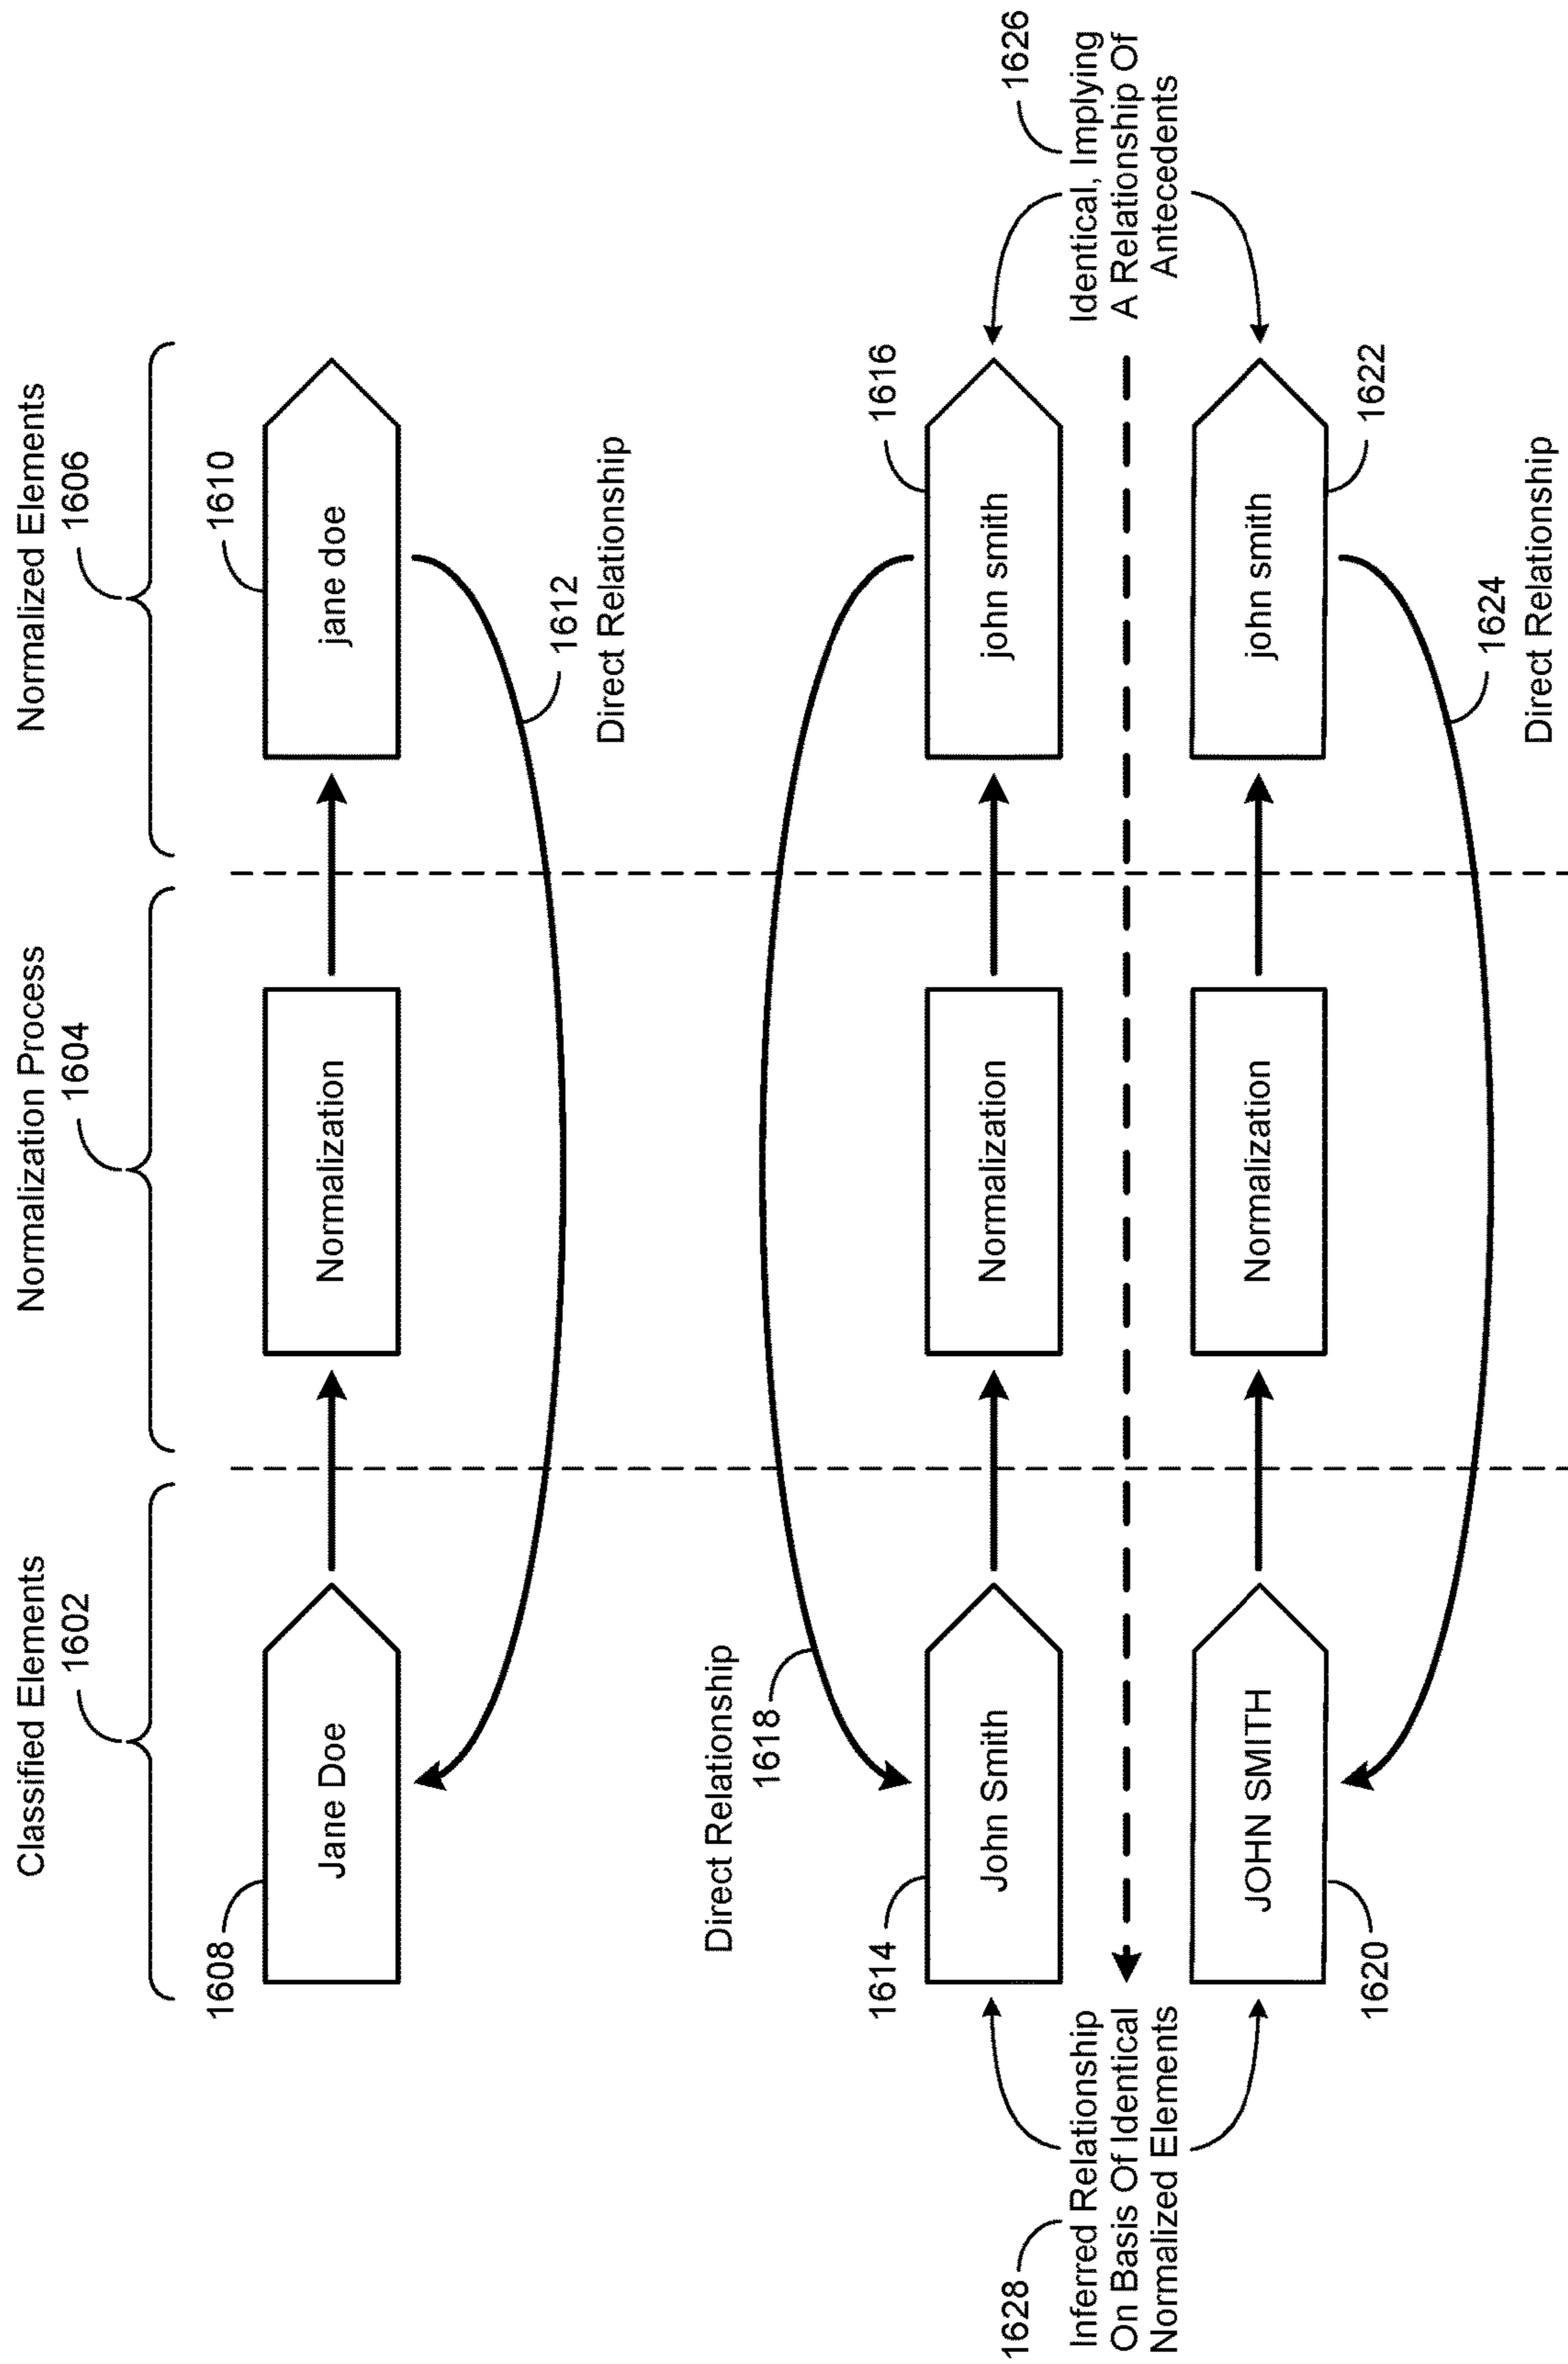 Classified Elements
1602
Normalization Process
1604
Normalized Elements
1606
1608
Jane Doe
Normalization
jane doe
1610
1612
Direct Relationship
Direct Relationship
1618
1614
John Smith
Normalization
john smith
1616
1628
Inferred Relationship
On Basis Of Identical
Normalized Elements
1626
Identical, Implying
A Relationship Of
Antecedents
JOHN SMITH
1620
Normalization
john smith
1622
1624
Direct Relationship